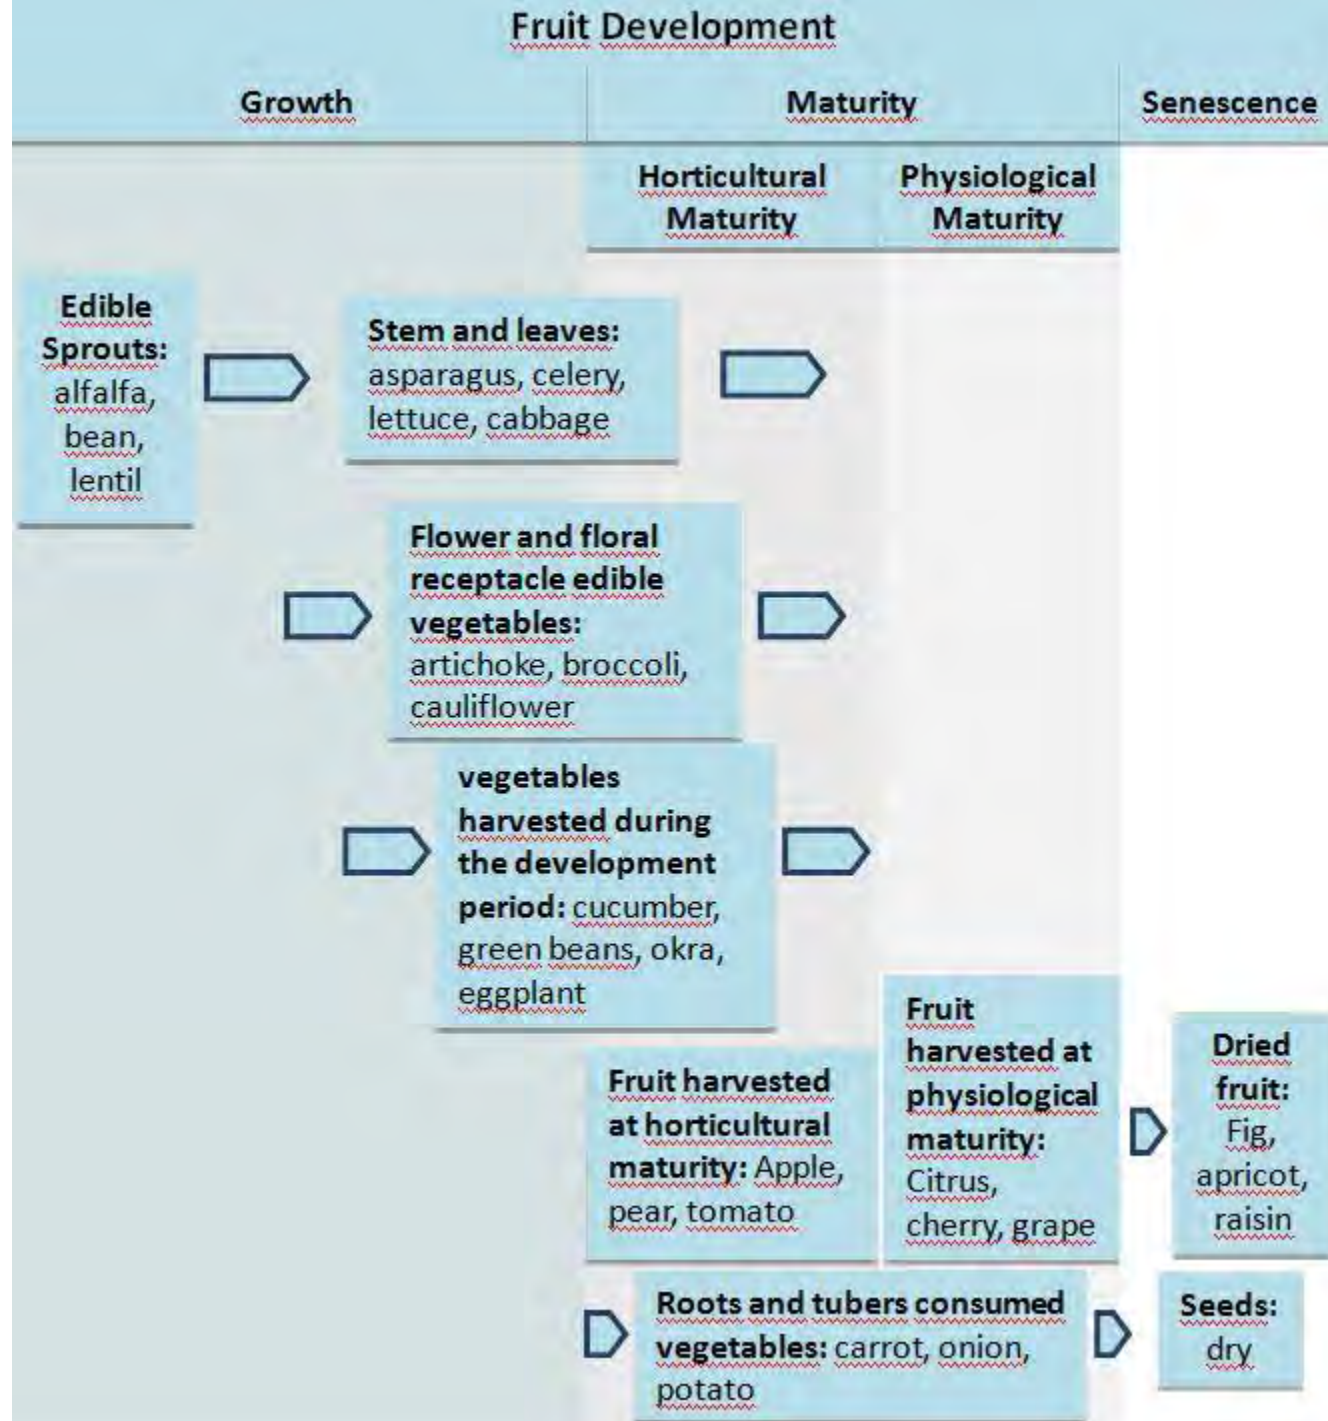 Fruit Development
Growth
Maturity
Senescence
Horticultural
Maturity
Physiological
Maturity
Edible
Sprouts:
alfalfa,
bean,
lentil
Stem and leaves:
asparagus, celery,
lettuce, cabbage
Flower and floral
receptacle edible
vegetables:
artichoke, broccoli,
cauliflower
vegetables
harvested during
the development
period: cucumber,
green beans, okra,
eggplant
Fruit harvested
at horticultural
maturity: Apple,
pear, tomato
Fruit
harvested at
physiological
maturity:
Citrus,
cherry, grape
Dried
fruit:
Fig,
apricot,
raisin
Roots and tubers consumed
vegetables: carrot, onion,
potato
Seeds:
dry